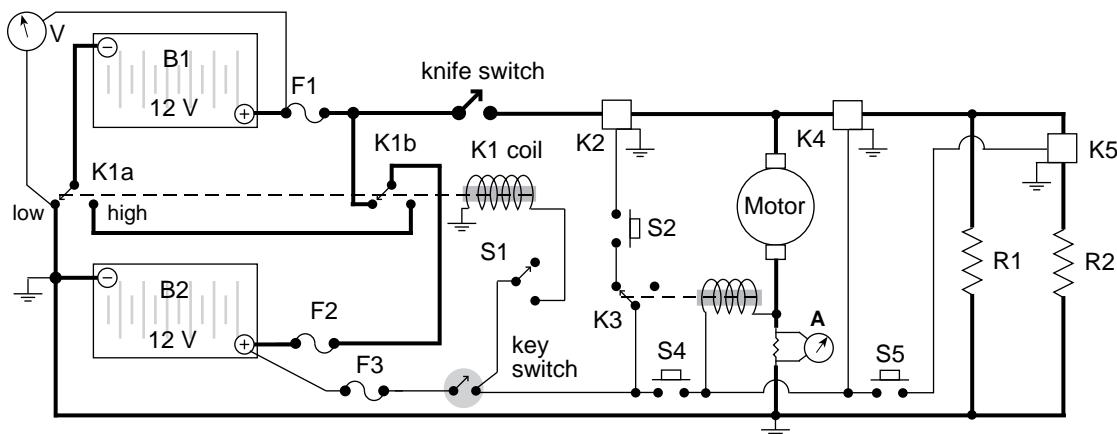 V
B1
12 V
F1
knife switch
K1a
K1b
K1 coil
K2
K4
K5
low
high
Motor
S1
S2
R1
R2
B2
12 V
F2
K3
A
F3
key
switch
S4
S5